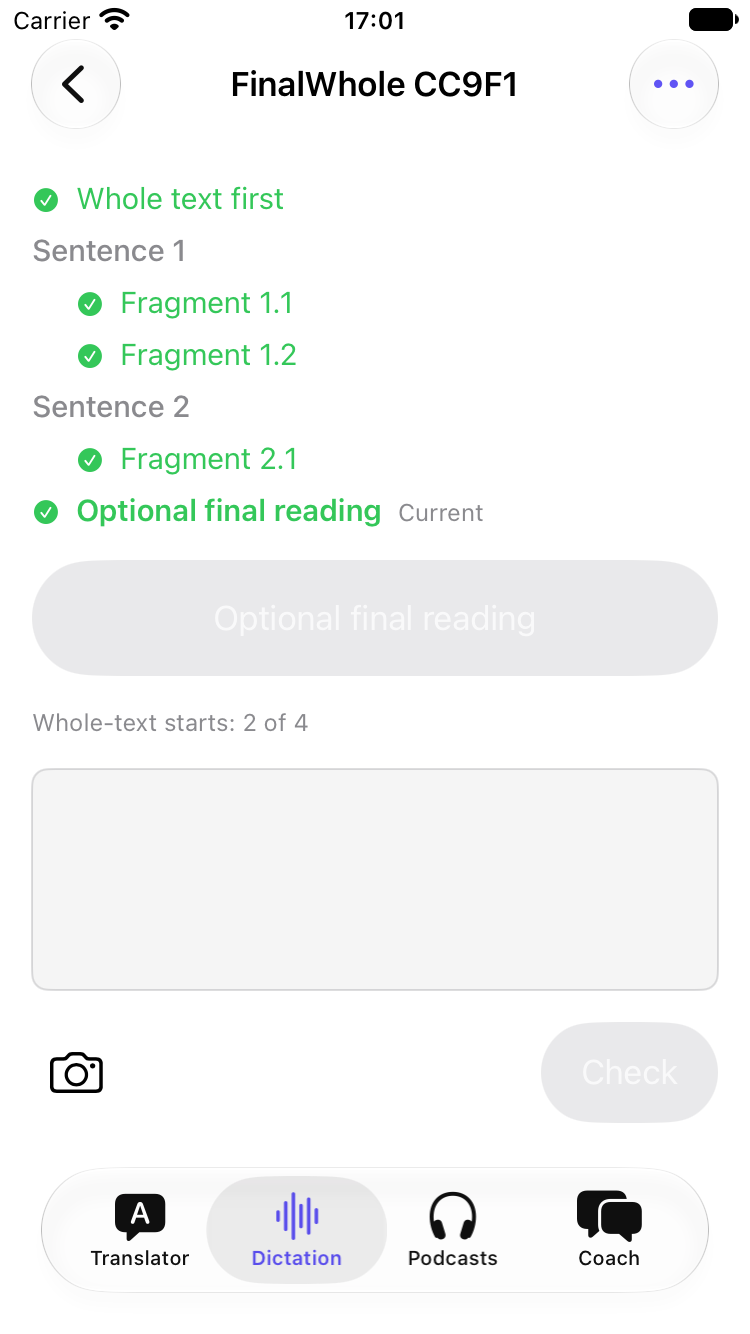 Carrier 17:01
FinalWhole CC9F1
Whole text first
Sentence 1
Fragment 1.1
Fragment 1.2
Sentence 2
Fragment 2.1
Optional final reading Current
Optional final reading
Whole-text starts: 2 of 4
Check
A
Translator Dictation Podcasts Coach